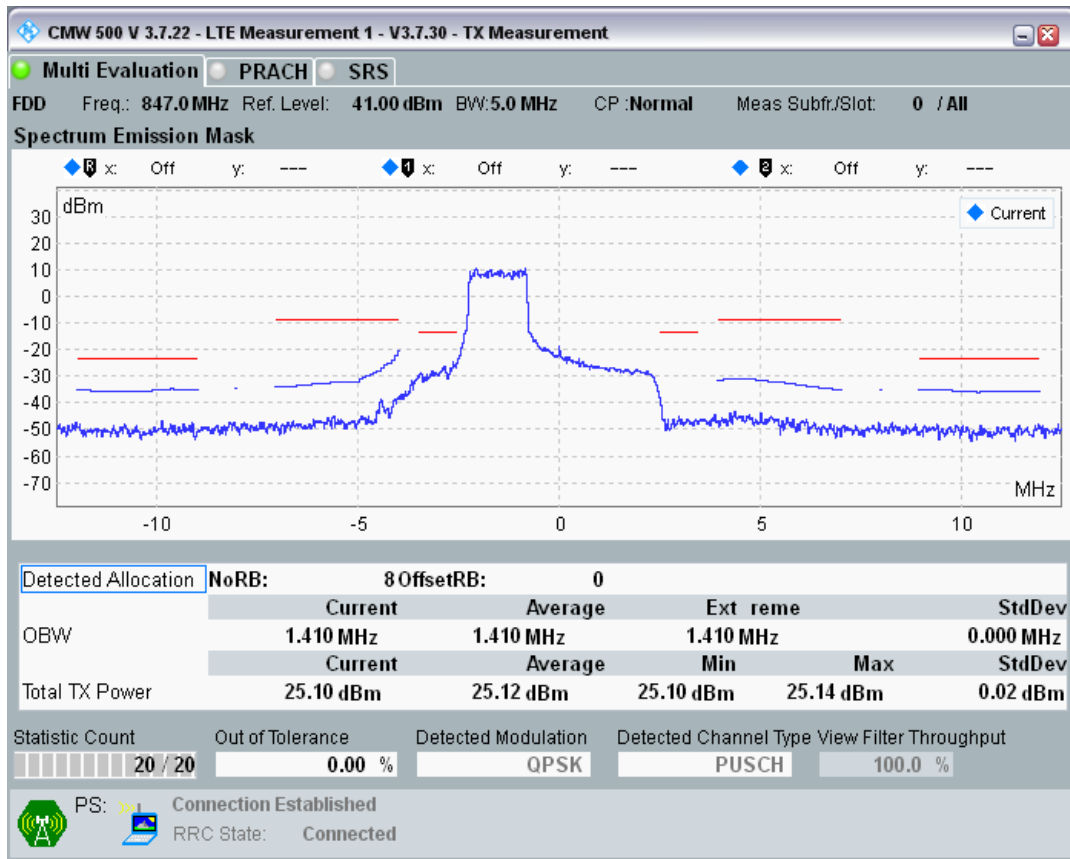 CMW 500 V 3.7.22 - LTE Measurement 1 - V3.7.30 - TX Measurement
Multi Evaluation PRACH SRS
FDD Freq.: 847.0 MHz Ref. Level: 41.00 dBm BW:5.0 MHz CP :Normal Meas Subfr./Slot: 0 / All
Spectrum Emission Mask
R x: Off y: --- 1 x: Off y: --- 2 x: Off y: ---
dBm
Current
30
20
10
0
-10
-20
-30
-40
-50
-60
-70
MHz
-10 -5 0 5 10
Detected Allocation NoRB: 8 OffsetRB: 0
Current Average Ext reme StdDev
OBW 1.410 MHz 1.410 MHz 1.410 MHz 0.000 MHz
Current Average Min Max StdDev
Total TX Power 25.10 dBm 25.12 dBm 25.10 dBm 25.14 dBm 0.02 dBm
Statistic Count Out of Tolerance Detected Modulation Detected Channel Type View Filter Throughput
20 / 20 0.00 % QPSK PUSCH 100.0 %
PS: Connection Established
RRC State: Connected